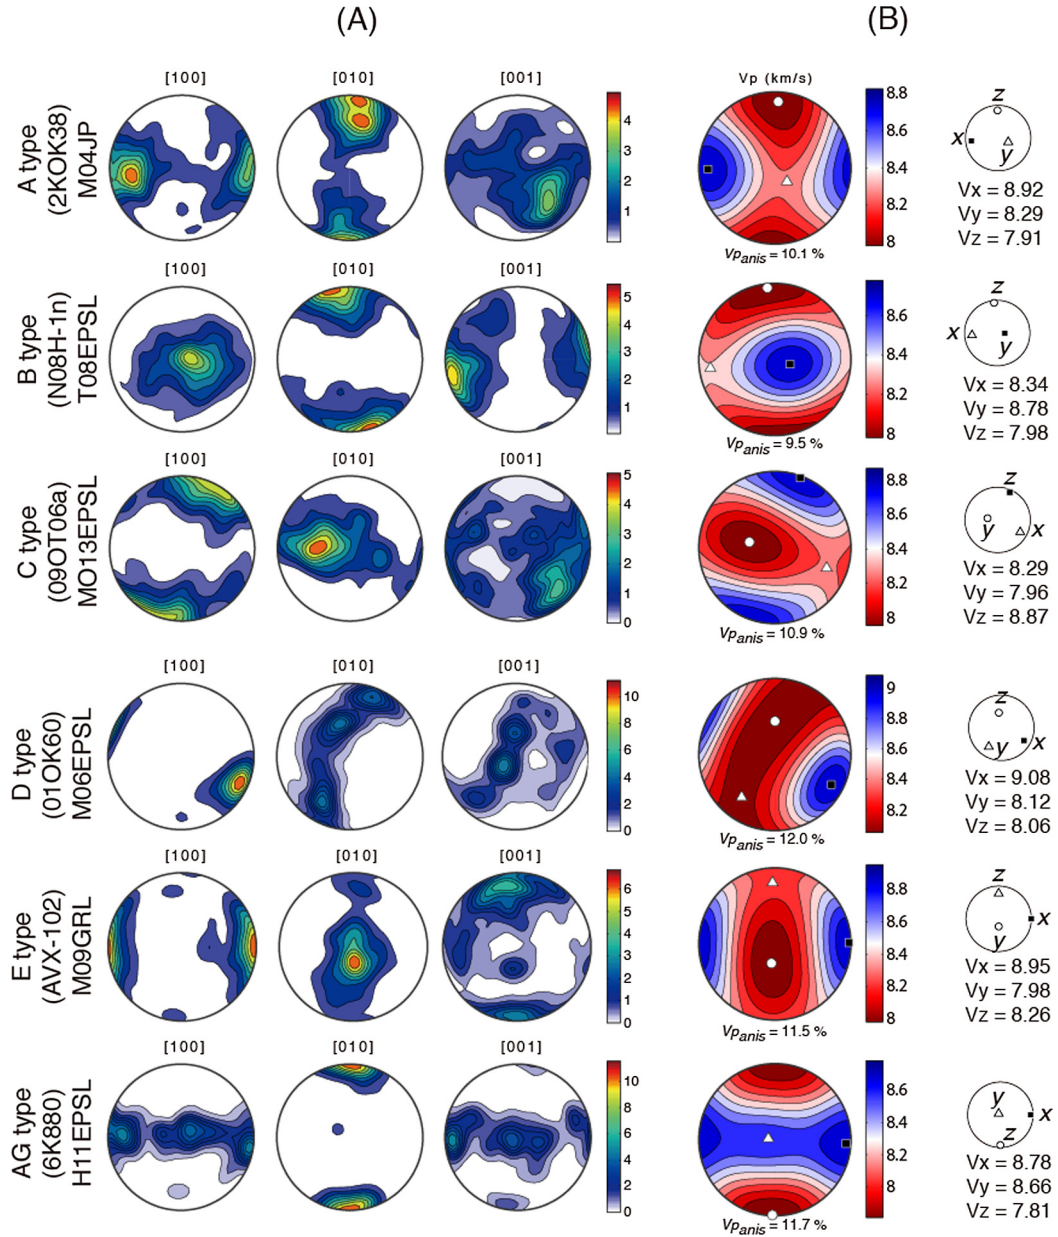 (A)
(B)
[100]
[010]
[001]
Vp (km/s)
A type
(2KOK38)
M04JP
4
3
2
1
8.8
8.6
8.4
8.2
8
Vpanis = 10.1 %
z
x
y
Vx = 8.92
Vy = 8.29
Vz = 7.91
[100]
[010]
[001]
B type
(N08H-1n)
T08EPSL
5
4
3
2
1
8.6
8.4
8.2
8
Vpanis = 9.5 %
z
x
y
Vx = 8.34
Vy = 8.78
Vz = 7.98
[100]
[010]
[001]
C type
(09OT06a)
MO13EPSL
5
4
3
2
1
0
8.8
8.6
8.4
8.2
8
Vpanis = 10.9 %
z
y
x
Vx = 8.29
Vy = 7.96
Vz = 8.87
[100]
[010]
[001]
D type
(01OK60)
M06EPSL
10
8
6
4
2
0
9
8.8
8.6
8.4
8.2
Vpanis = 12.0 %
z
x
y
Vx = 9.08
Vy = 8.12
Vz = 8.06
[100]
[010]
[001]
E type
(AVX-102)
M09GRL
6
5
4
3
2
1
0
8.8
8.6
8.4
8.2
8
Vpanis = 11.5 %
z
x
y
Vx = 8.95
Vy = 7.98
Vz = 8.26
[100]
[010]
[001]
AG type
(6K880)
H11EPSL
10
8
6
4
2
0
8.6
8.4
8.2
8
Vpanis = 11.7 %
y
x
z
Vx = 8.78
Vy = 8.66
Vz = 7.81